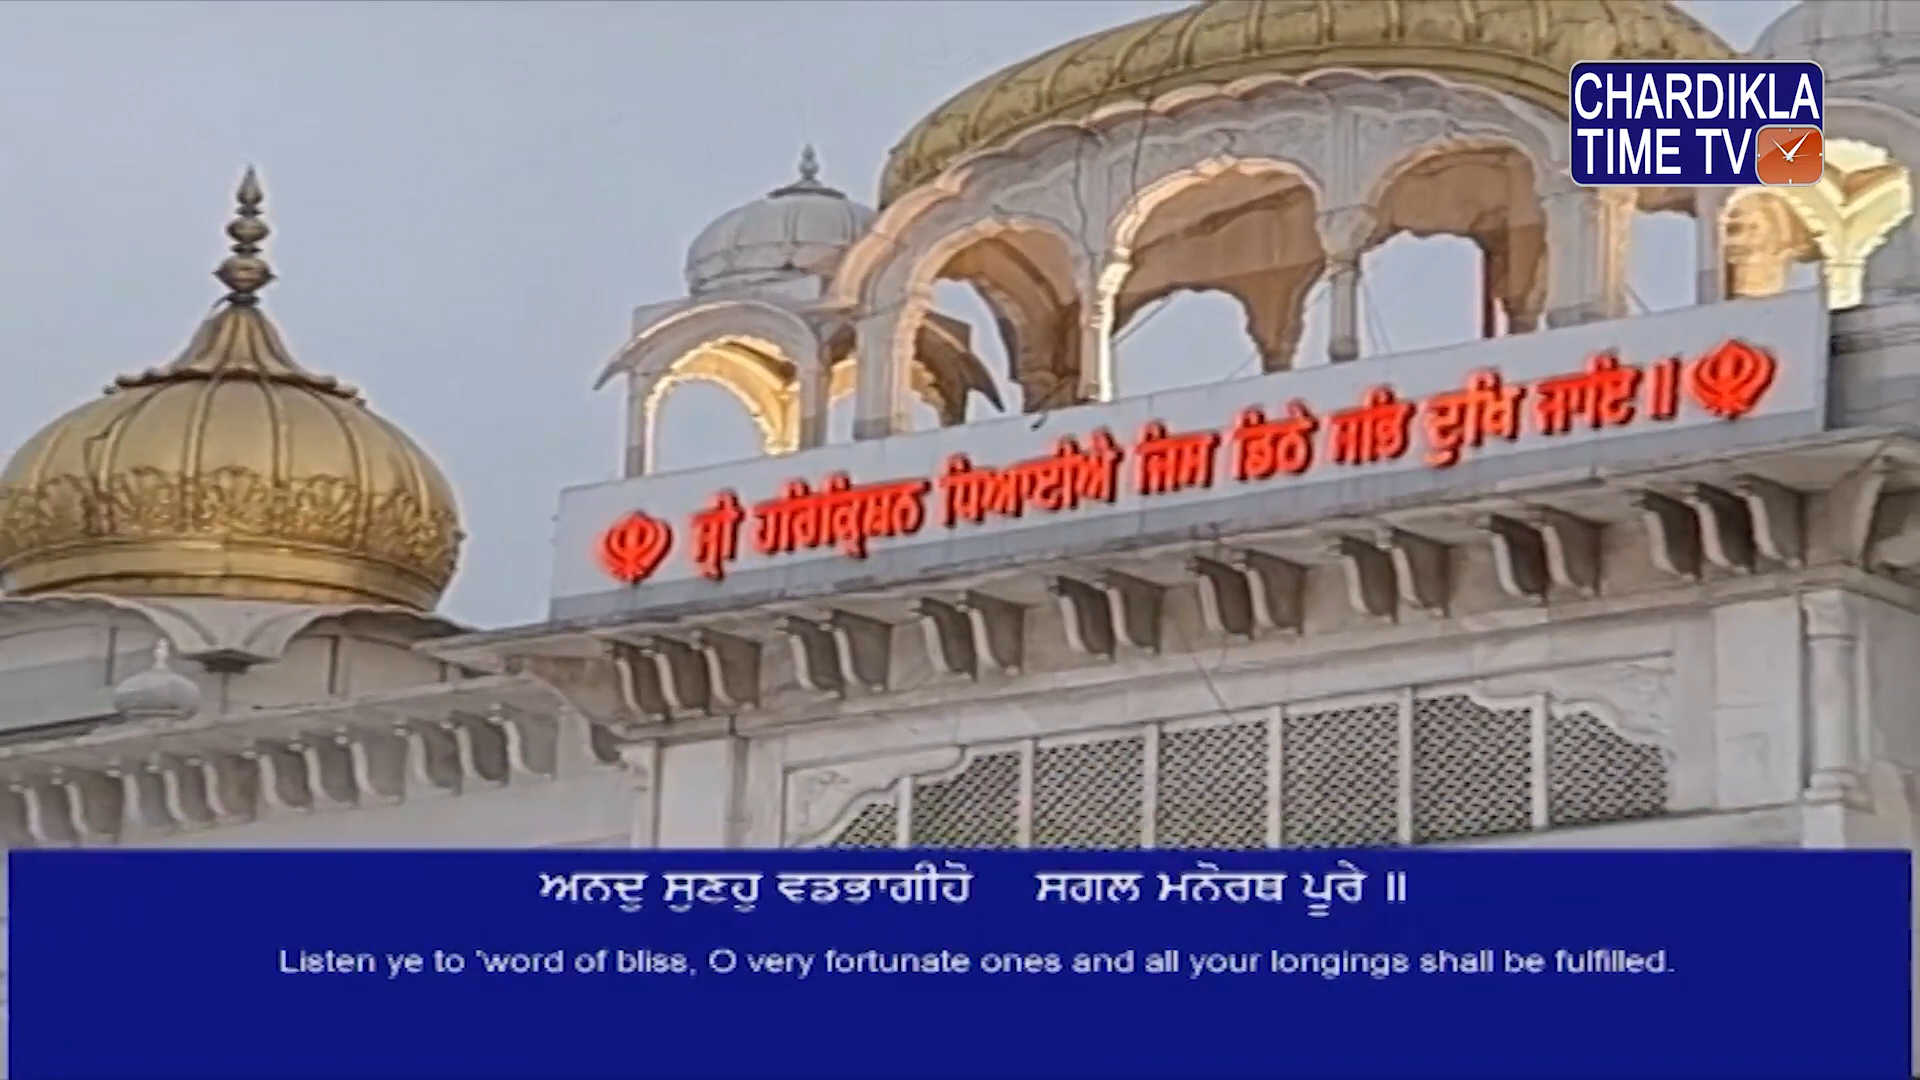 CHARDIKLA
TIME TV
ਸ੍ਰੀ ਹਰਿਕ੍ਰਿਸ਼ਨ ਧਿਆਈਐ ਜਿਸ ਡਿਠੇ ਸਭਿ ਦੁਖਿ ਜਾਇ ॥
ਅਨਦੁ ਸੁਣਹੁ ਵਡਭਾਗੀਹੋ ਸਗਲ ਮਨੋਰਥ ਪੂਰੇ ॥
Listen ye to 'word of bliss, O very fortunate ones and all your longings shall be fulfilled.